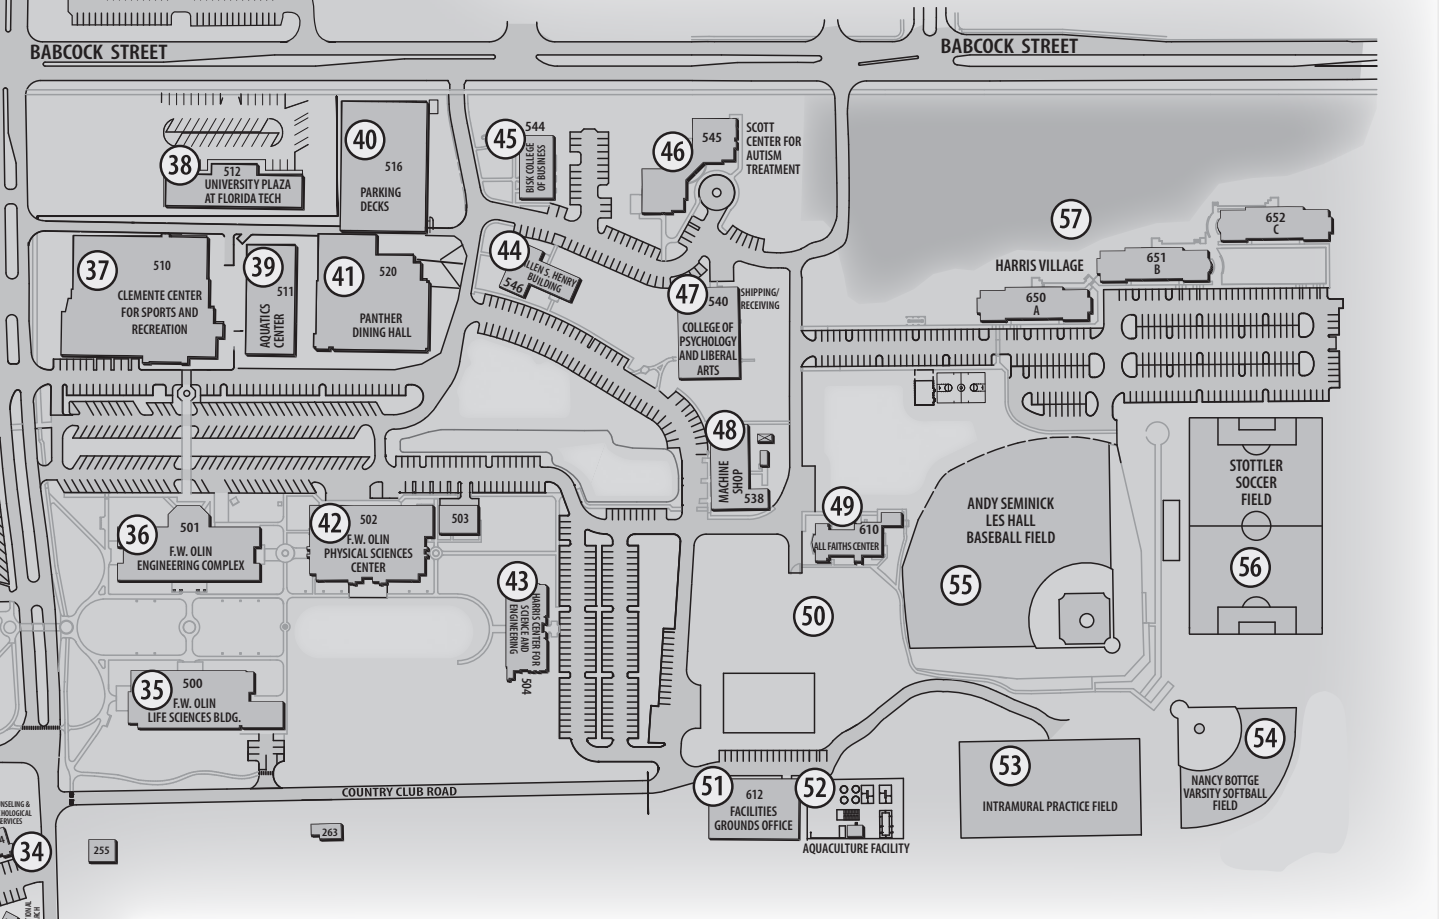 BABCOCK STREET
BABCOCK STREET
38
512
UNIVERSITY PLAZA
AT FLORIDA TECH
40
516
PARKING
DECKS
45
544
BISK COLLEGE
OF BUSINESS
46
545
SCOTT
CENTER FOR
AUTISM
TREATMENT
57
HARRIS VILLAGE
652
C
651
B
650
A
37
510
CLEMENTE CENTER
FOR SPORTS AND
RECREATION
39
511
AQUATICS
CENTER
41
520
PANTHER
DINING HALL
44
ALLEN S. HENRY
BUILDING
546
47
540
SHIPPING/
RECEIVING
COLLEGE OF
PSYCHOLOGY
AND LIBERAL
ARTS
48
MACHINE
SHOP
538
36
501
F.W. OLIN
ENGINEERING COMPLEX
42
502
F.W. OLIN
PHYSICAL SCIENCES
CENTER
503
43
HARRIS CENTER FOR
SCIENCE AND
ENGINEERING
504
49
610
ALL FAITHS CENTER
50
ANDY SEMINICK
LES HALL
BASEBALL FIELD
55
STOTTLER
SOCCER
FIELD
56
35
500
F.W. OLIN
LIFE SCIENCES BLDG.
COUNTRY CLUB ROAD
51
612
FACILITIES
GROUNDS OFFICE
52
AQUACULTURE FACILITY
53
INTRAMURAL PRACTICE FIELD
54
NANCY BOTTGE
VARSITY SOFTBALL
FIELD
NSELING &
HOLOGICAL
ERVICES
34
255
263